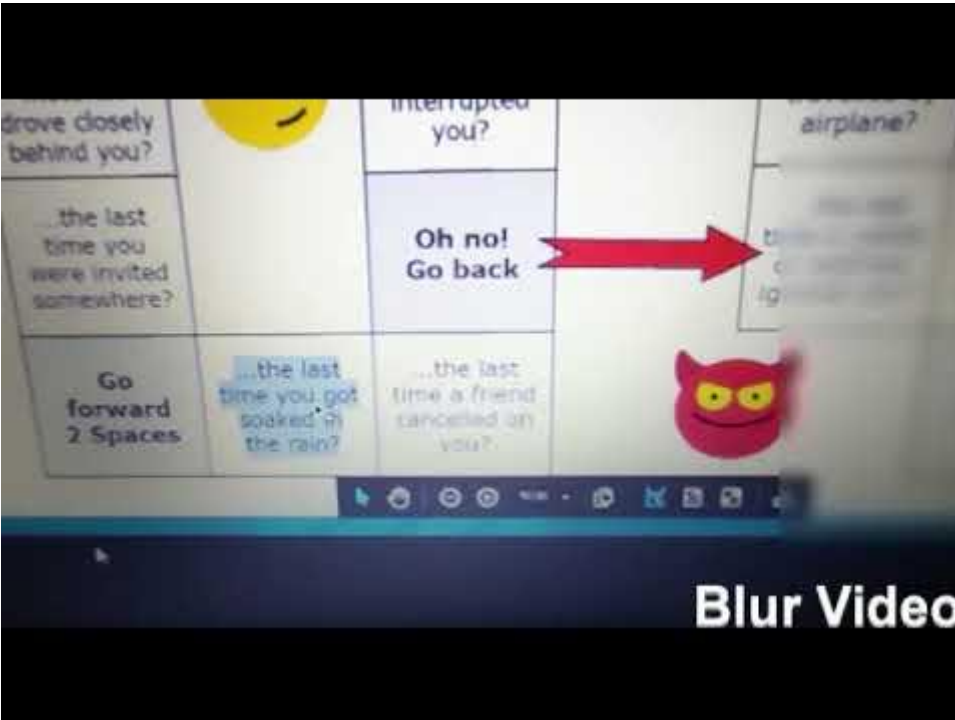 drove closely
behind you?
interrupted
you?
airplane?
...the last
time you
were invited
somewhere?
Oh no!
Go back
Go
forward
2 Spaces
...the last
time you got
soaked in
the rain?
...the last
time a friend
cancelled on
you?
Blur Video